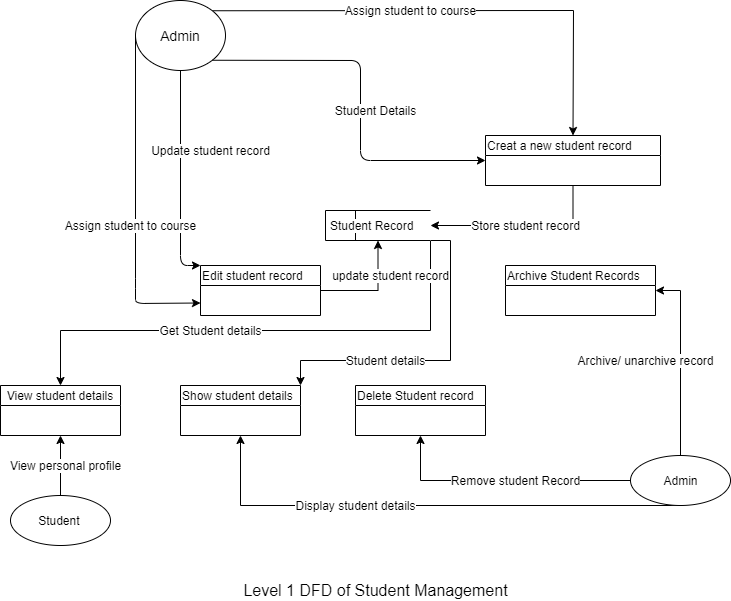 Assign student to course
Admin
Student Details
Creat a new student record
Update student record
Assign student to course
Student Record
Store student record
Edit student record
update student record
Archive Student Records
Get Student details
Student details
Archive/ unarchive record
View student details
Show student details
Delete Student record
View personal profile
Remove student Record
Admin
Display student details
Student
Level 1 DFD of Student Management